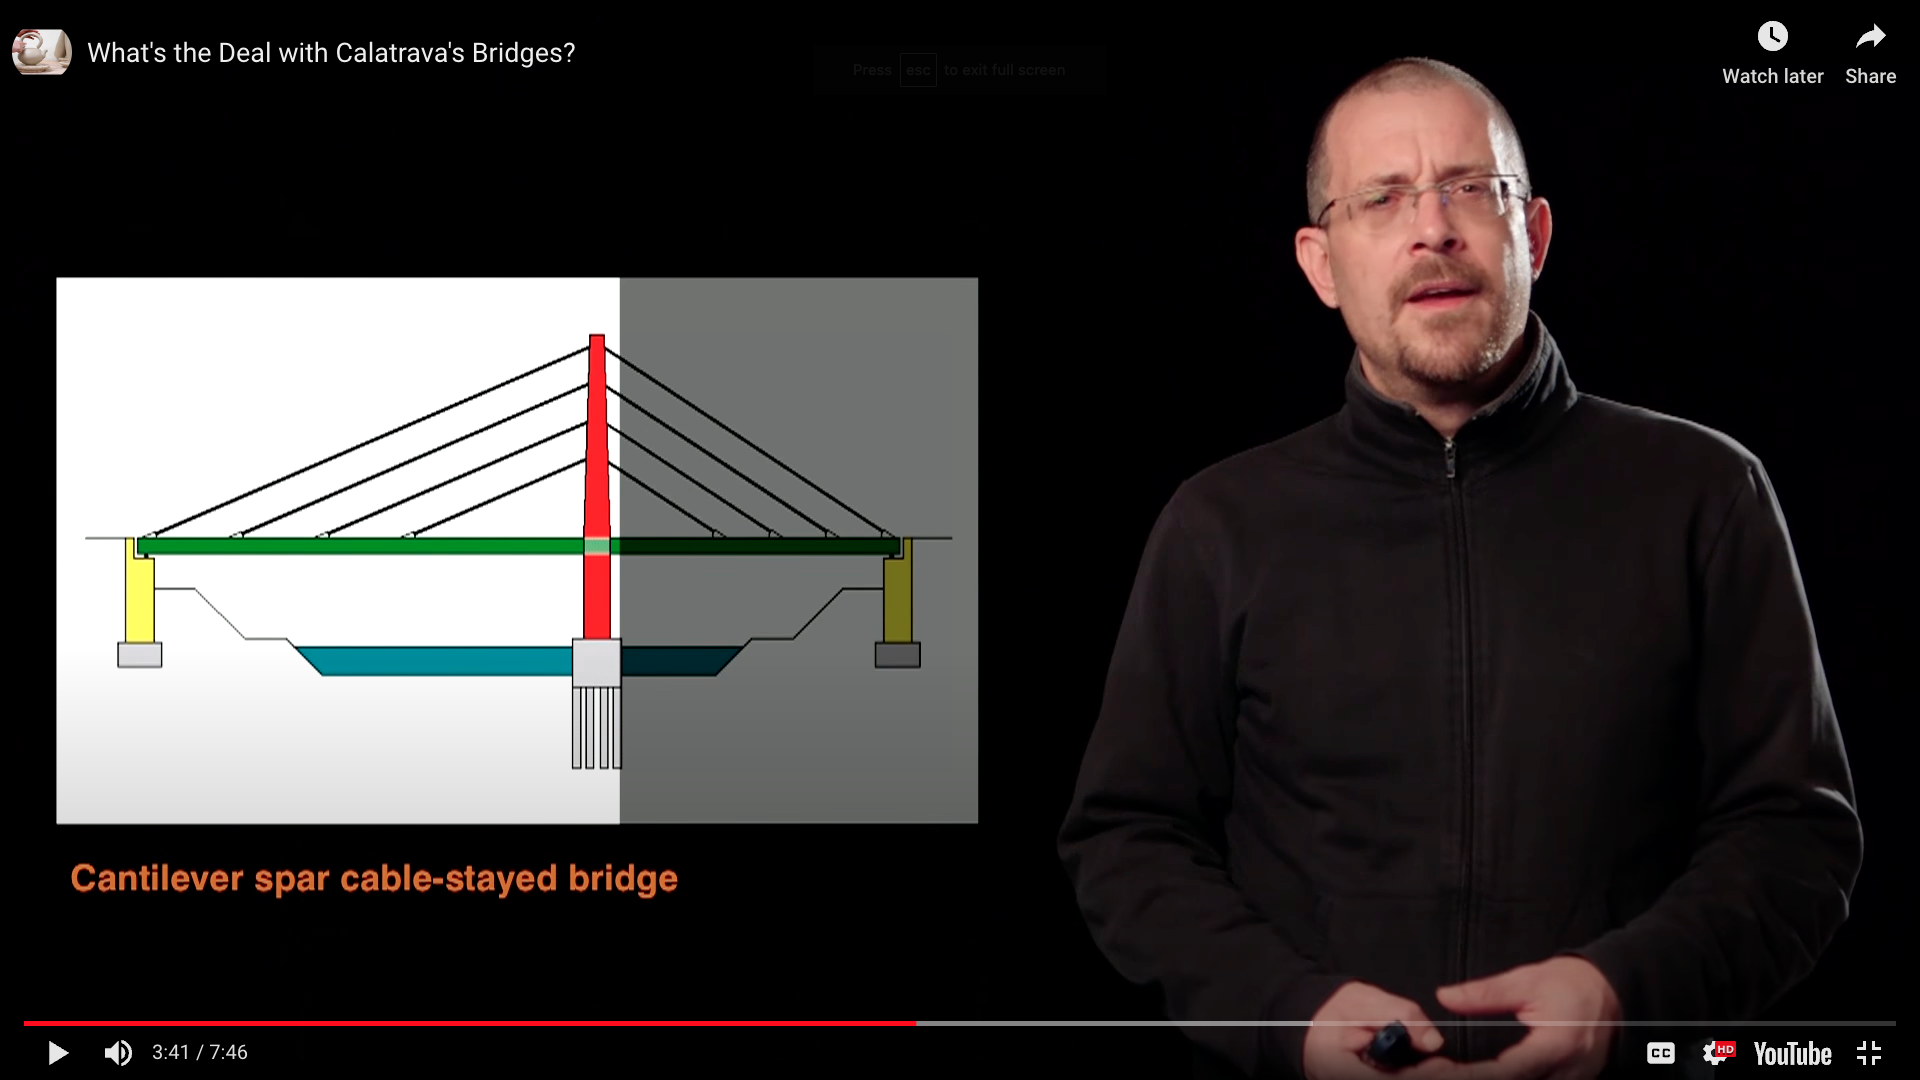 What's the Deal with Calatrava's Bridges?
Press esc to exit full screen
Watch later
Share
Cantilever spar cable-stayed bridge
3:41 / 7:46
CC
HD
YouTube